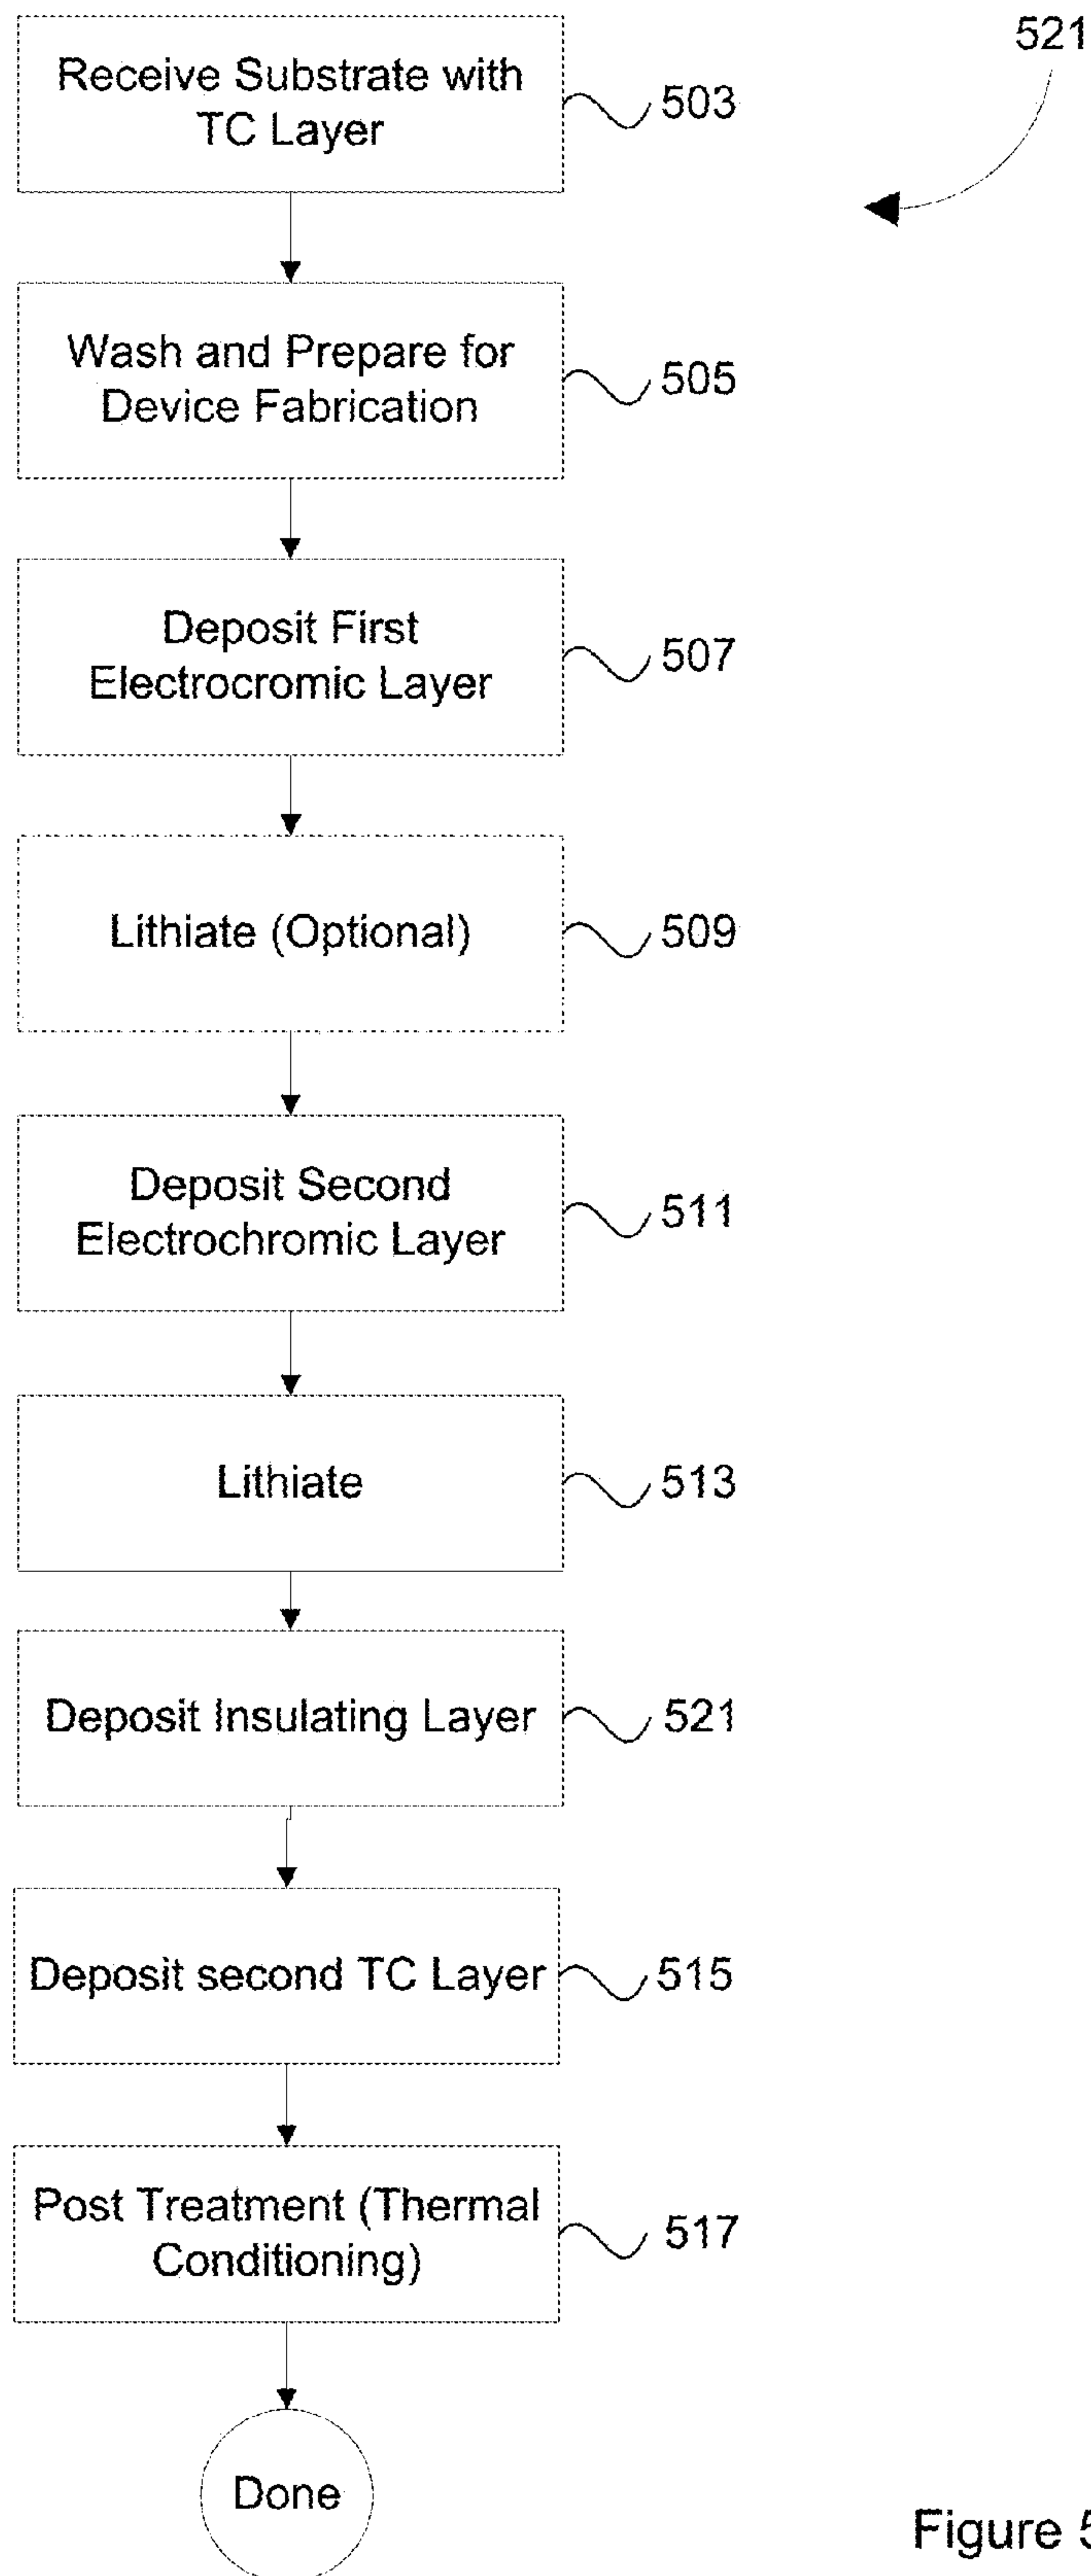 521
Receive Substrate with
TC Layer
503
Wash and Prepare for
Device Fabrication
505
Deposit First
Electrocromic Layer
507
Lithiate (Optional)
509
Deposit Second
Electrochromic Layer
511
Lithiate
513
Deposit Insulating Layer
521
Deposit second TC Layer
515
Post Treatment (Thermal
Conditioning)
517
Done
Figure 5